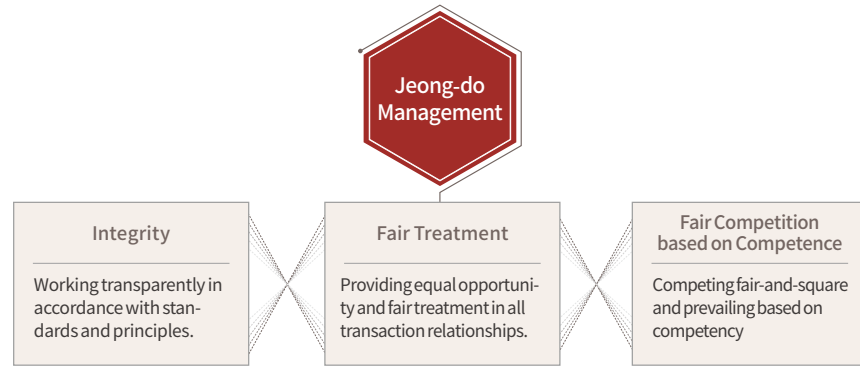 Jeong-do
Management
Integrity
Working transparently in
accordance with stan-
dards and principles.
Fair Treatment
Providing equal opportuni-
ty and fair treatment in all
transaction relationships.
Fair Competition
based on Competence
Competing fair-and-square
and prevailing based on
competency